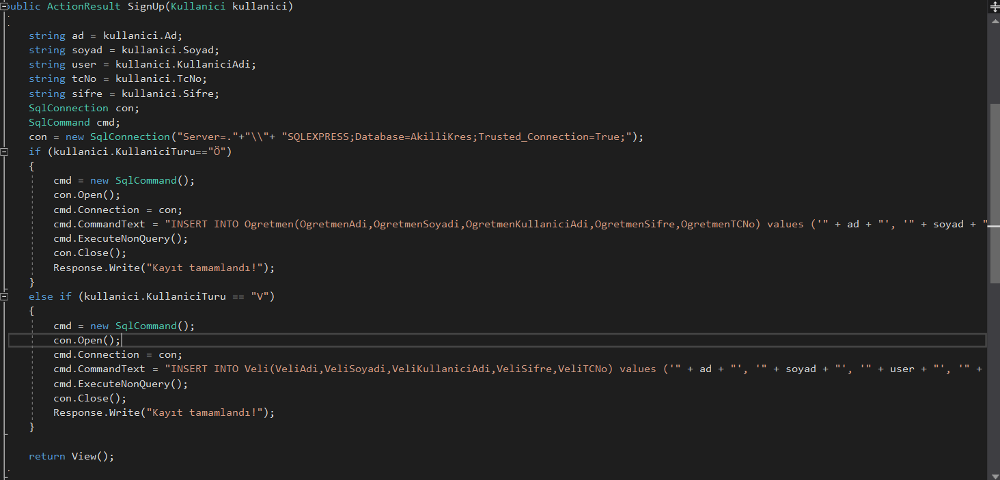 public ActionResult SignUp(Kullanici kullanici)
string ad = kullanici.Ad;
string soyad = kullanici.Soyad;
string user = kullanici.KullaniciAdi;
string tcNo = kullanici.TcNo;
string sifre = kullanici.Sifre;
SqlConnection con;
SqlCommand cmd;
con = new SqlConnection("Server=."+"\\"+ "SQLEXPRESS;Database=AkilliKres;Trusted_Connection=True;");
if (kullanici.KullaniciTuru=="Ö")
{
cmd = new SqlCommand();
con.Open();
cmd.Connection = con;
cmd.CommandText = "INSERT INTO Ogretmen(OgretmenAdi,OgretmenSoyadi,OgretmenKullaniciAdi,OgretmenSifre,OgretmenTCNo) values ('" + ad + "', '" + soyad + "
cmd.ExecuteNonQuery();
con.Close();
Response.Write("Kayıt tamamlandı!");
}
else if (kullanici.KullaniciTuru == "V")
{
cmd = new SqlCommand();
con.Open();
cmd.Connection = con;
cmd.CommandText = "INSERT INTO Veli(VeliAdi,VeliSoyadi,VeliKullaniciAdi,VeliSifre,VeliTCNo) values ('" + ad + "', '" + soyad + "', '" + user + "', '" +
cmd.ExecuteNonQuery();
con.Close();
Response.Write("Kayıt tamamlandı!");
}
return View();